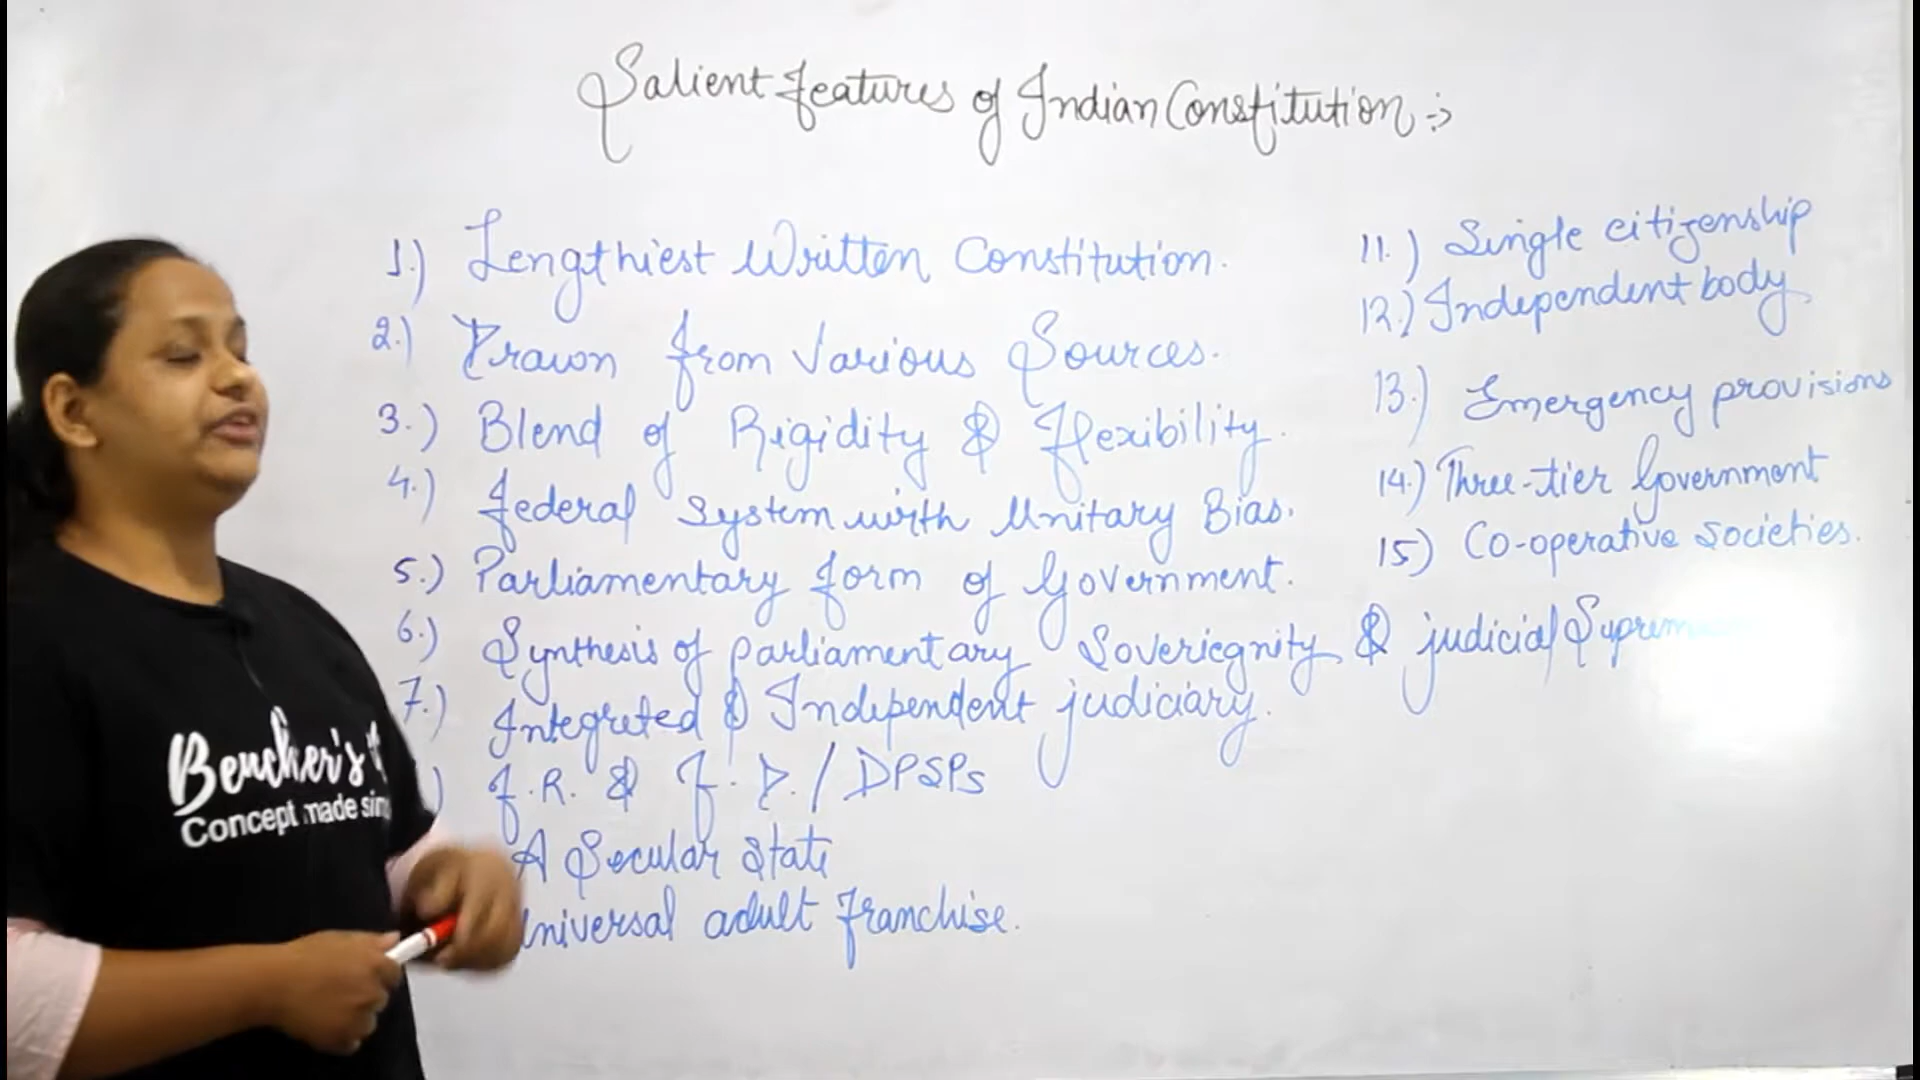 Salient Features of Indian Constitution :-
1.) Lengthiest Written Constitution.
2.) Drawn from Various Sources.
3.) Blend of Rigidity & Flexibility.
4.) Federal System with Unitary Bias.
5.) Parliamentary form of Government.
6.) Synthesis of parliamentary Soveriegnity & judicial
7.) Integreted & Independent judiciary.
) F.R. & F.D./DPSPs
A Secular state
universal adult franchise.
11.) Single citizenship
12.) Independent body
13.) Emergency provisions
14.) Three-tier Government
15) Co-operative societies.
Bencher's
Concept made